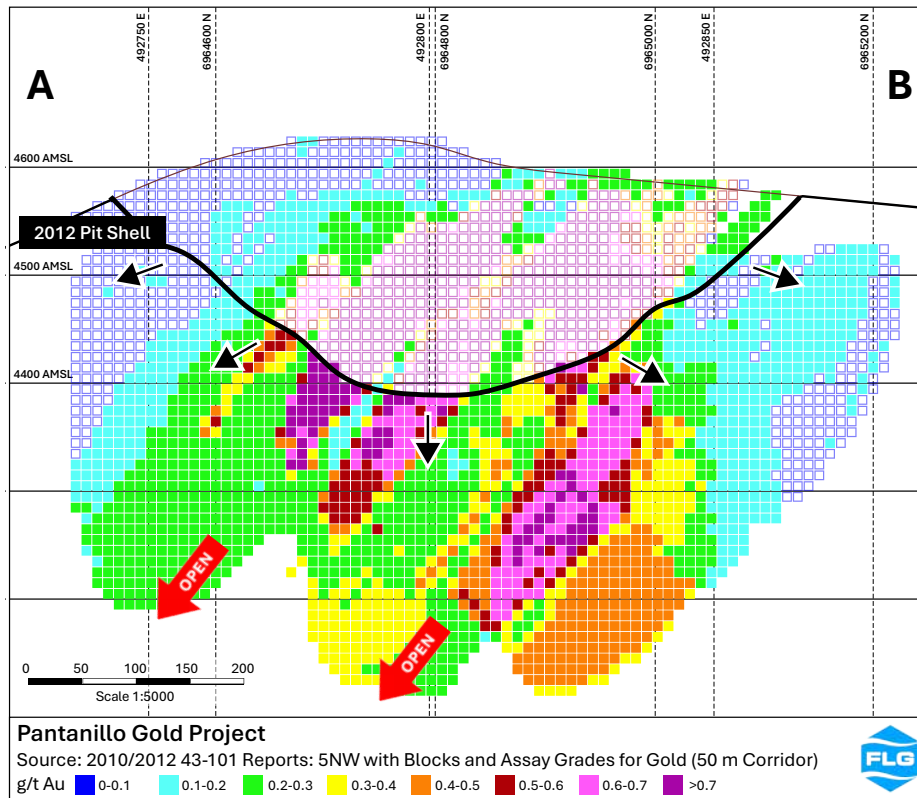 492750 E
6964600 N
492800 E
6964800 N
6965000 N
492850 E
6965200 N
A
B
4600 AMSL
2012 Pit Shell
4500 AMSL
4400 AMSL
OPEN
OPEN
0 50 100 150 200
Scale 1:5000
Pantanillo Gold Project
Source: 2010/2012 43-101 Reports: 5NW with Blocks and Assay Grades for Gold (50 m Corridor)
g/t Au 0-0.1 0.1-0.2 0.2-0.3 0.3-0.4 0.4-0.5 0.5-0.6 0.6-0.7 >0.7
FLG